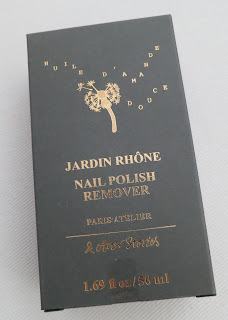 HUILE D'AMANDE DOUCE
JARDIN RHÔNE
NAIL POLISH
REMOVER
PARIS ATELIER
& other Stories
1.69 fl oz/50 ml